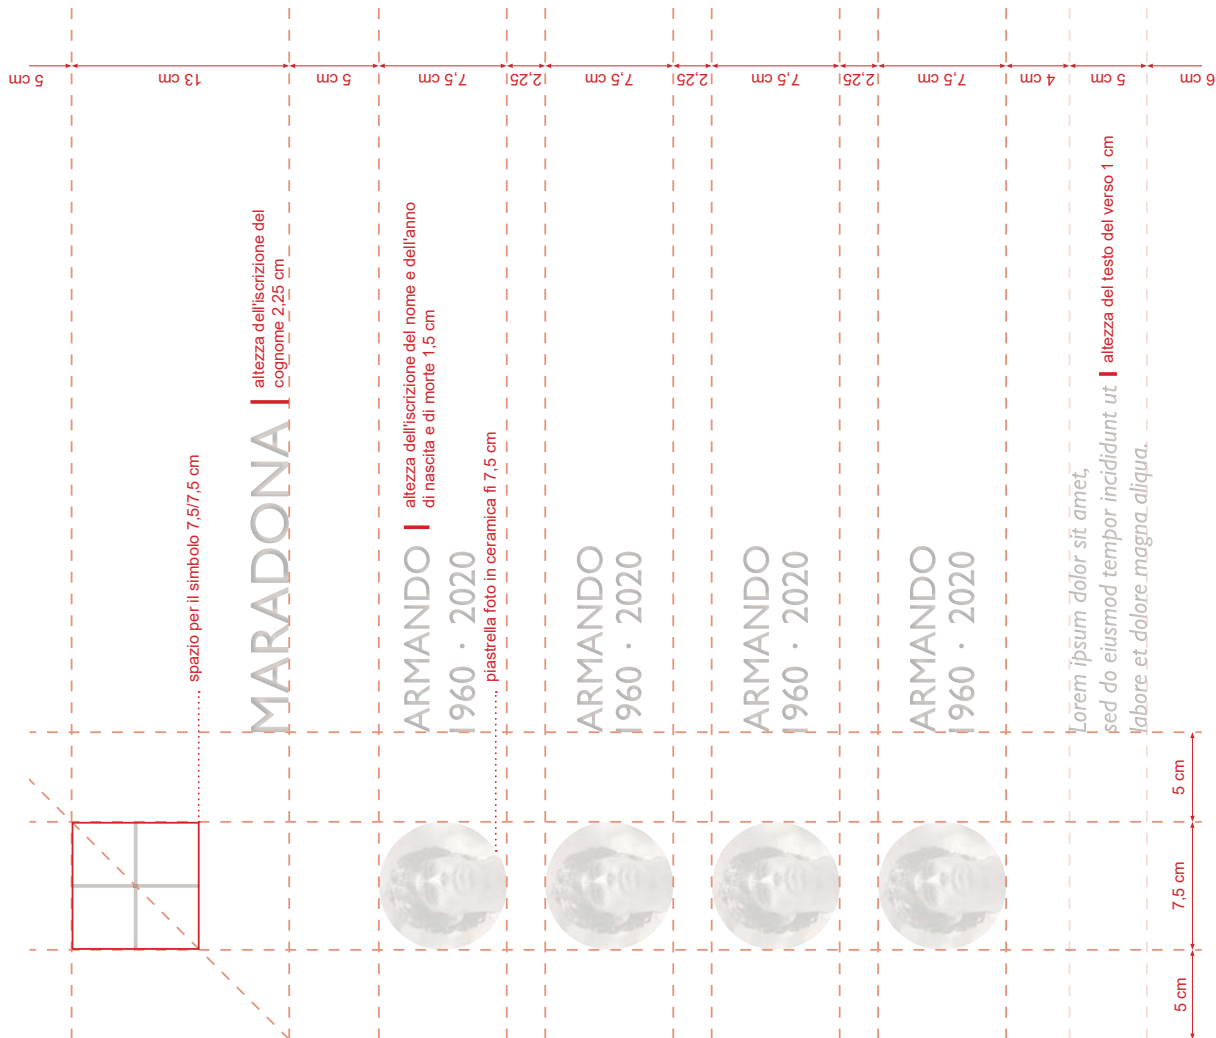 5 cm
13 cm
5 cm
7,5 cm
2,25
7,5 cm
2,25
7,5 cm
2,25
7,5 cm
4 cm
5 cm
6 cm
spazio per il simbolo 7,5/7,5 cm
MARADONA
altezza dell'iscrizione del
cognome 2,25 cm
ARMANDO
1960 · 2020
altezza dell'iscrizione del nome e dell'anno
di nascita e di morte 1,5 cm
piastrella foto in ceramica fi 7,5 cm
ARMANDO
1960 · 2020
ARMANDO
1960 · 2020
ARMANDO
1960 · 2020
Lorem ipsum dolor sit amet,
sed do eiusmod tempor incididunt ut
labore et dolore magna aliqua.
altezza del testo del verso 1 cm
5 cm
7,5 cm
5 cm